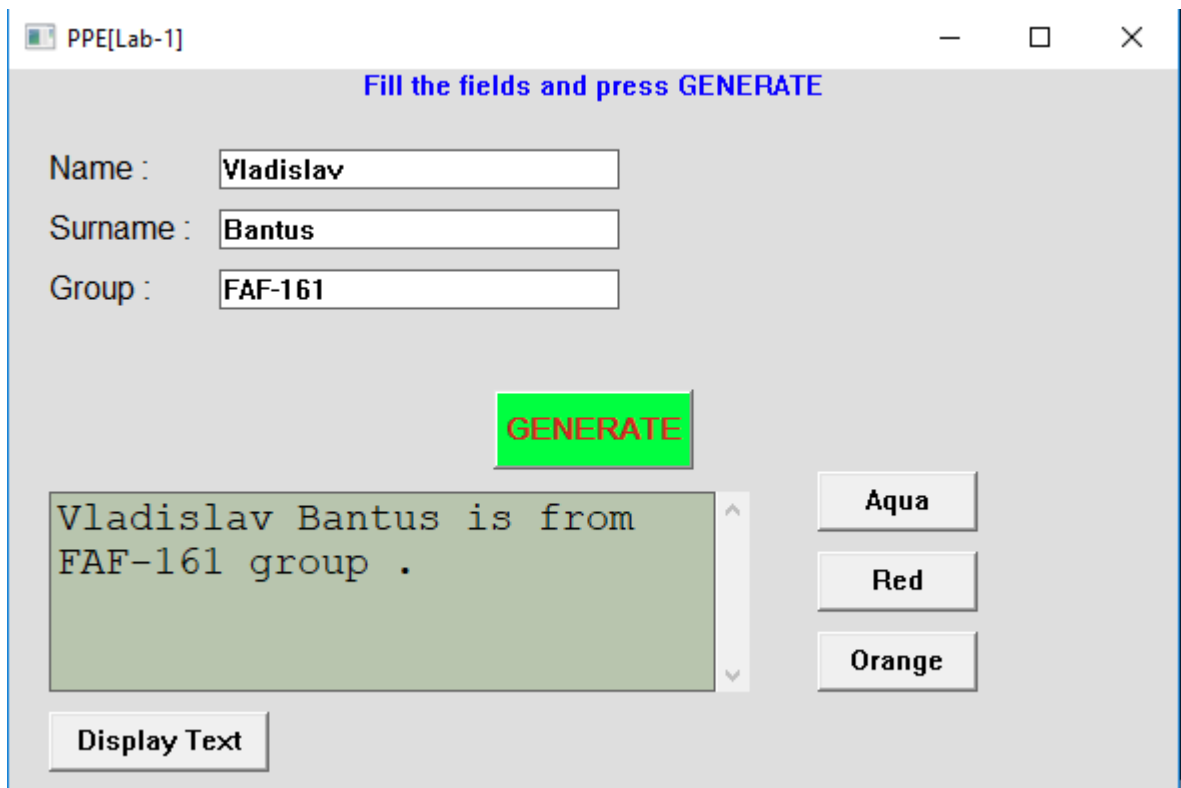 PPE[Lab-1]
Fill the fields and press GENERATE
Name : Vladislav
Surname : Bantus
Group : FAF-161
GENERATE
Vladislav Bantus is from
FAF-161 group .
Aqua
Red
Orange
Display Text